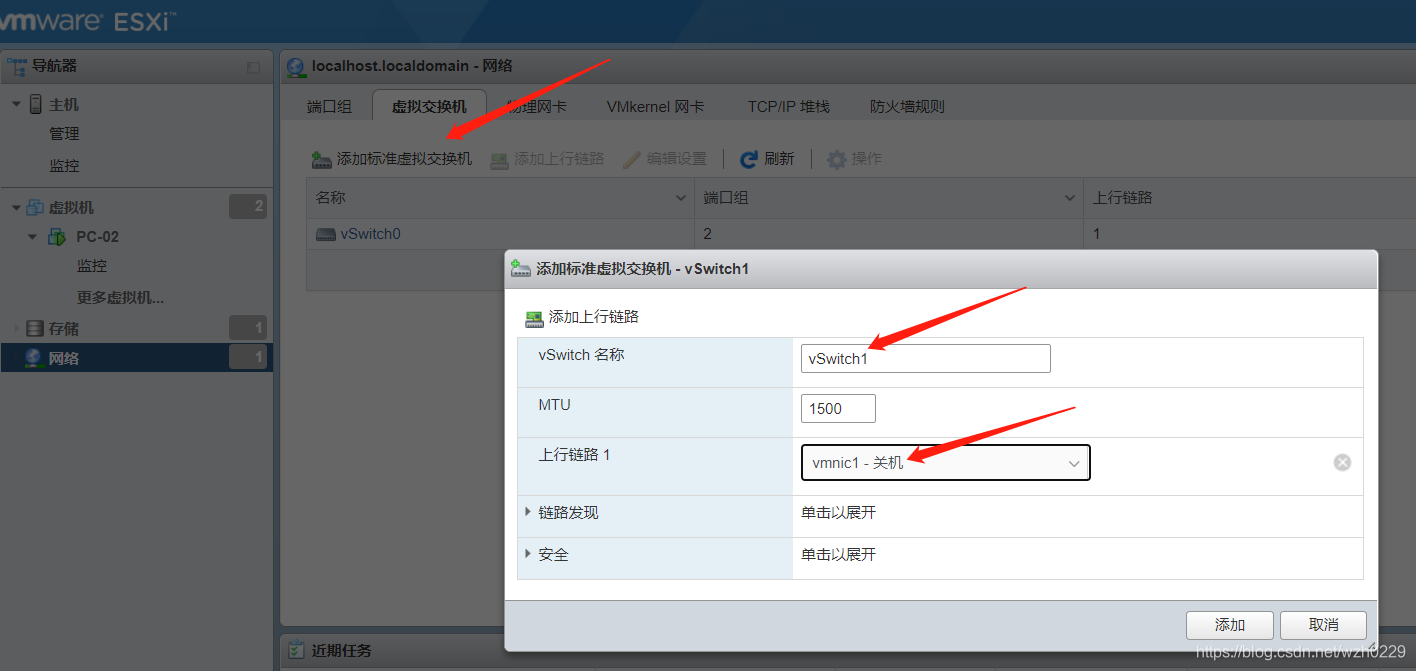 vmware ESXi™
导航器
主机
管理
监控
虚拟机 2
PC-02
监控
更多虚拟机...
存储 1
网络 1
localhost.localdomain - 网络
端口组 虚拟交换机 物理网卡 VMkernel 网卡 TCP/IP 堆栈 防火墙规则
添加标准虚拟交换机 添加上行链路 编辑设置 刷新 操作
名称 端口组 上行链路
vSwitch0 2 1
添加标准虚拟交换机 - vSwitch1
添加上行链路
vSwitch 名称 vSwitch1
MTU 1500
上行链路 1 vmnic1 - 关机
链路发现 单击以展开
安全 单击以展开
添加 取消
近期任务
https://blog.csdn.net/wzh0229